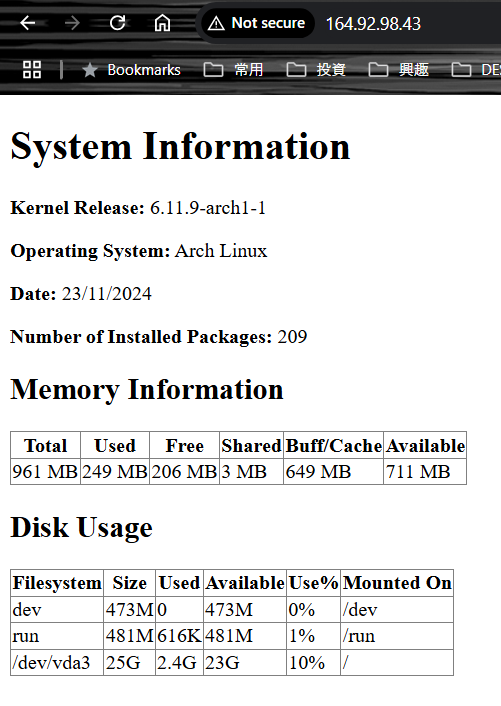 Not secure 164.92.98.43
Bookmarks 常用 投資 興趣 DE
System Information
Kernel Release: 6.11.9-arch1-1
Operating System: Arch Linux
Date: 23/11/2024
Number of Installed Packages: 209
Memory Information
Total Used Free Shared Buff/Cache Available
961 MB 249 MB 206 MB 3 MB 649 MB 711 MB
Disk Usage
Filesystem Size Used Available Use% Mounted On
dev 473M 0 473M 0% /dev
run 481M 616K 481M 1% /run
/dev/vda3 25G 2.4G 23G 10% /